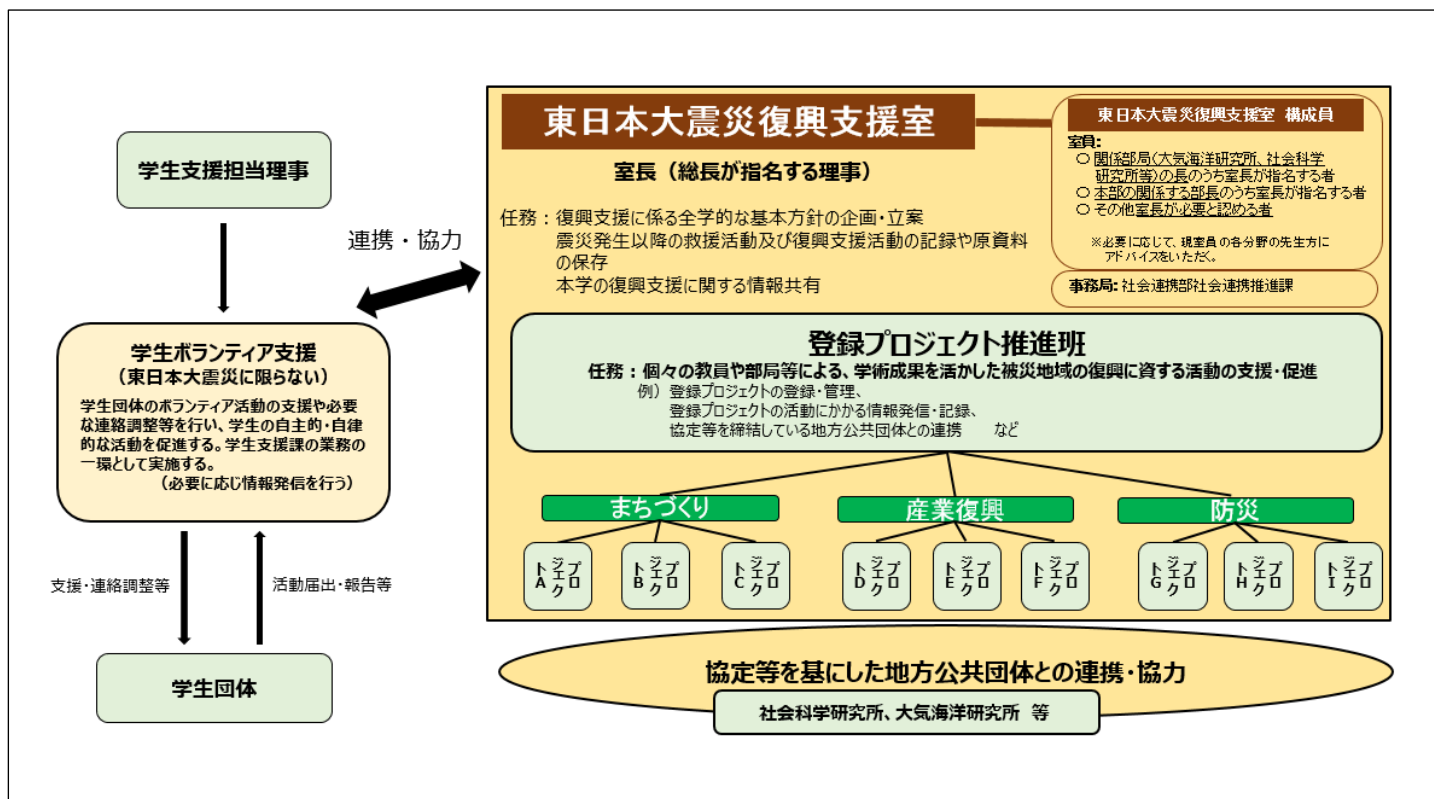 学生支援担当理事
連携・協力
学生ボランティア支援
（東日本大震災に限らない）
学生団体のボランティア活動の支援や必要
な連絡調整等を行い、学生の自主的・自律
的な活動を促進する。学生支援課の業務の
一環として実施する。
（必要に応じ情報発信を行う）
支援・連絡調整等
活動届出・報告等
学生団体
東日本大震災復興支援室
室長（総長が指名する理事）
任務：復興支援に係る全学的な基本方針の企画・立案
震災発生以降の救援活動及び復興支援活動の記録や原資料
の保存
本学の復興支援に関する情報共有
東日本大震災復興支援室 構成員
室員:
〇 関係部局（大気海洋研究所、社会科学
研究所等）の長のうち室長が指名する者
〇 本部の関係する部長のうち室長が指名する者
〇 その他室長が必要と認める者
※必要に応じて、現室員の各分野の先生方に
アドバイスをいただく。
事務局: 社会連携部社会連携推進課
登録プロジェクト推進班
任務：個々の教員や部局等による、学術成果を活かした被災地域の復興に資する活動の支援・促進
例）登録プロジェクトの登録・管理、
登録プロジェクトの活動にかかる情報発信・記録、
協定等を締結している地方公共団体との連携　など
まちづくり
産業復興
防災
プロジェクトA
プロジェクトB
プロジェクトC
プロジェクトD
プロジェクトE
プロジェクトF
プロジェクトG
プロジェクトH
プロジェクトI
協定等を基にした地方公共団体との連携・協力
社会科学研究所、大気海洋研究所 等